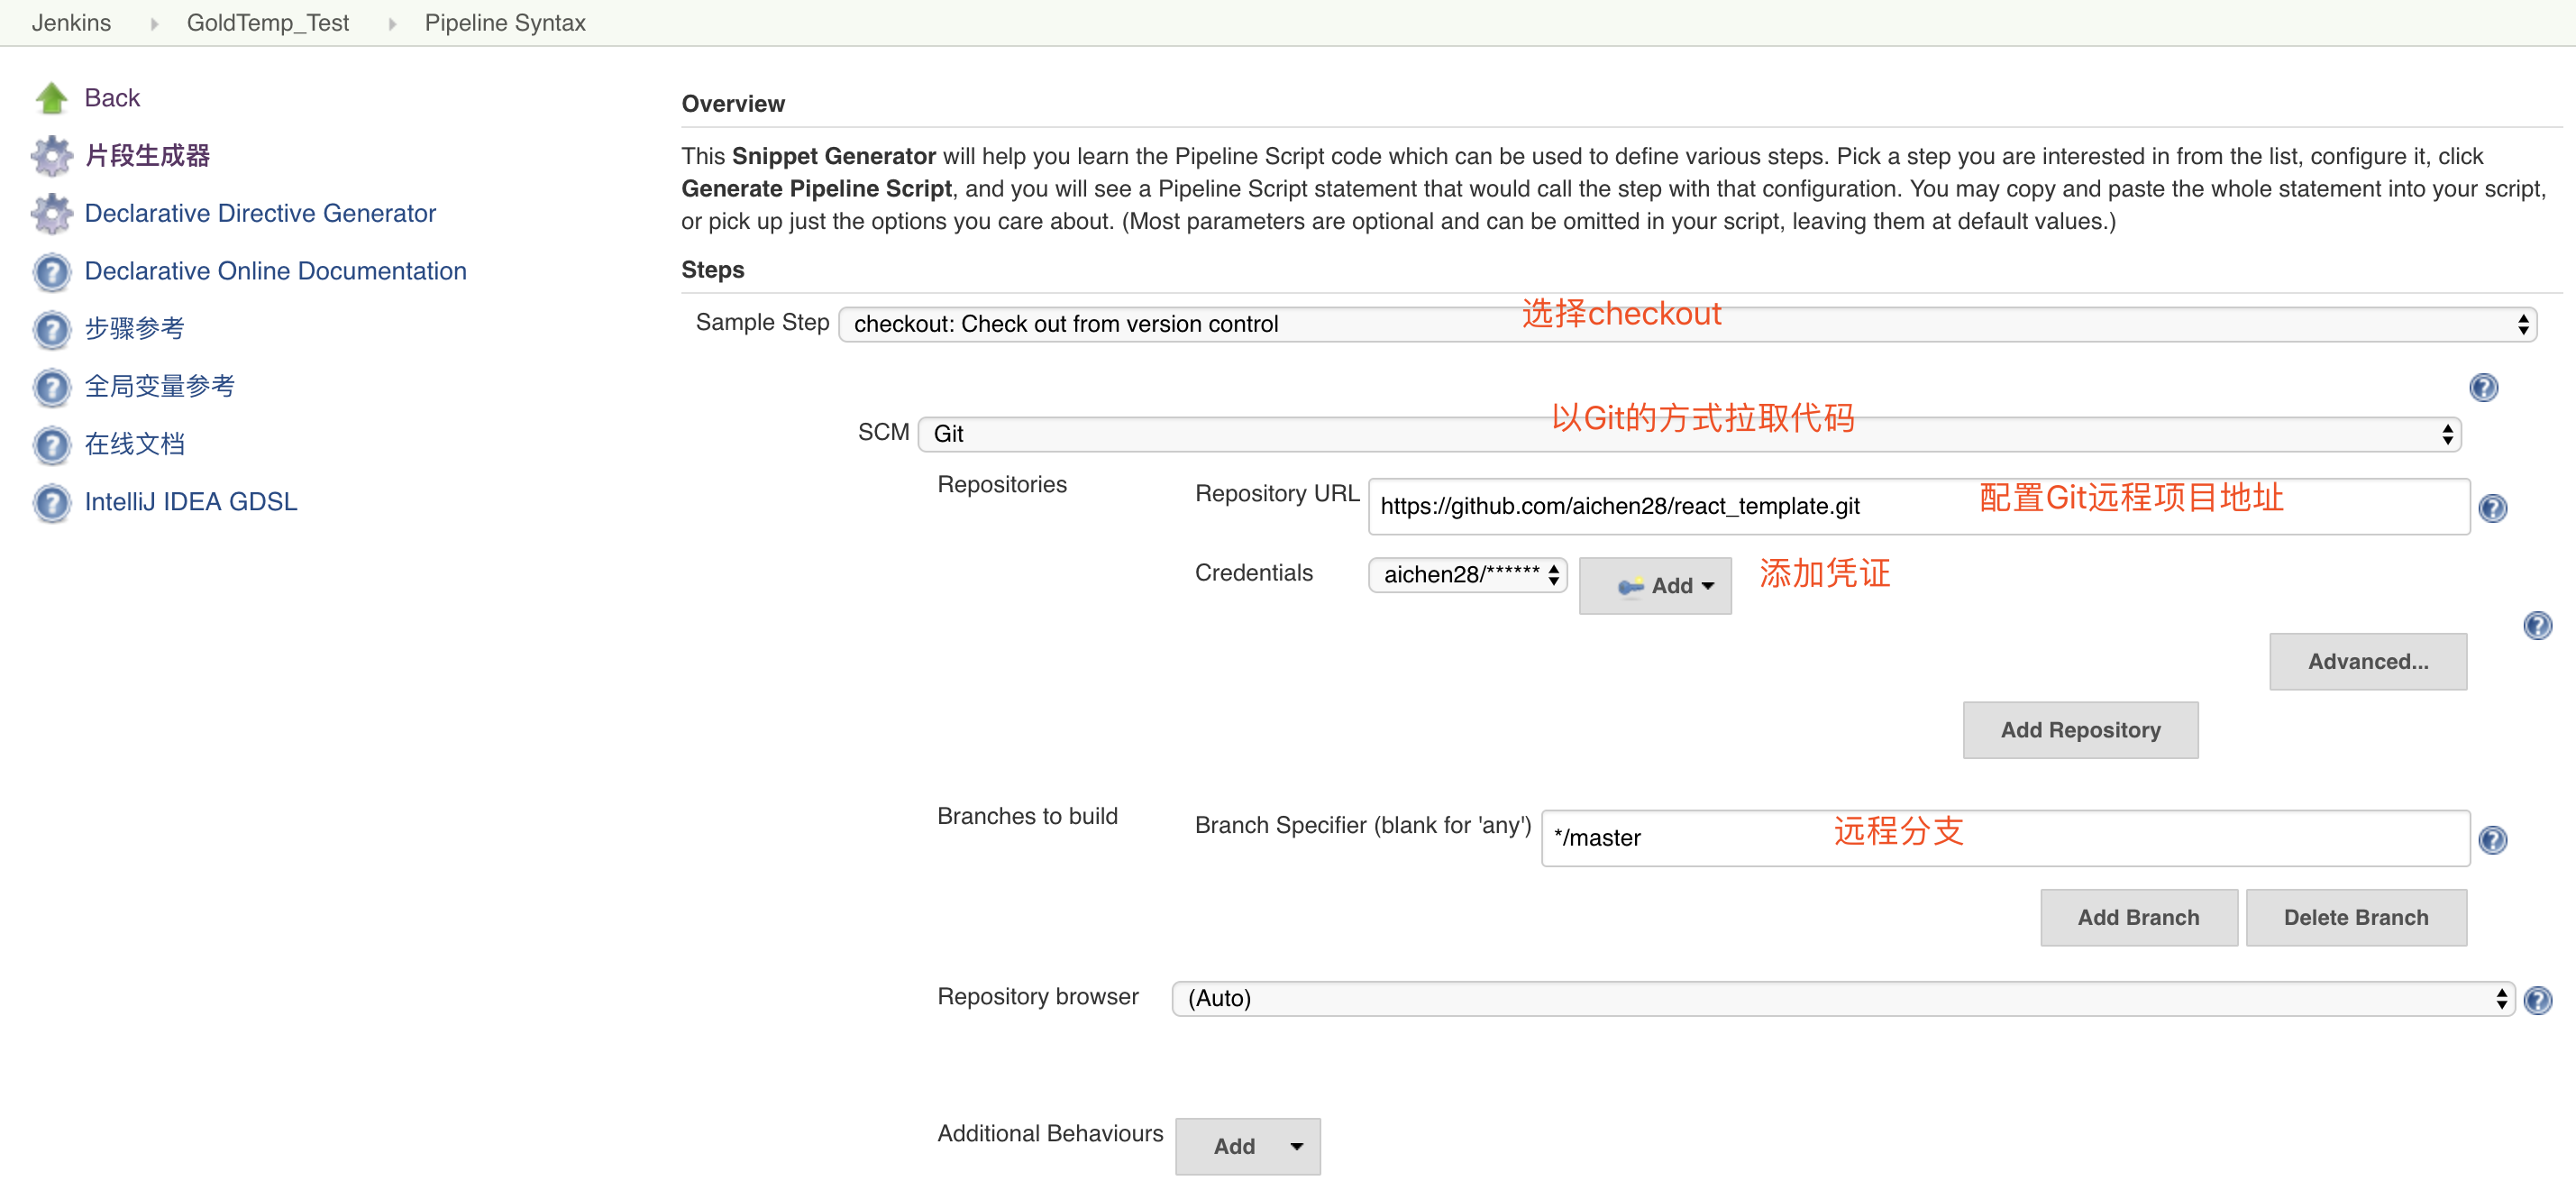 Jenkins GoldTemp_Test Pipeline Syntax
Back
片段生成器
Declarative Directive Generator
Declarative Online Documentation
步骤参考
全局变量参考
在线文档
IntelliJ IDEA GDSL
Overview
This Snippet Generator will help you learn the Pipeline Script code which can be used to define various steps. Pick a step you are interested in from the list, configure it, click
Generate Pipeline Script, and you will see a Pipeline Script statement that would call the step with that configuration. You may copy and paste the whole statement into your script,
or pick up just the options you care about. (Most parameters are optional and can be omitted in your script, leaving them at default values.)
Steps
Sample Step checkout: Check out from version control 选择checkout
SCM Git 以Git的方式拉取代码
Repositories Repository URL https://github.com/aichen28/react_template.git 配置Git远程项目地址
Credentials aichen28/****** Add 添加凭证
Advanced...
Add Repository
Branches to build Branch Specifier (blank for 'any') */master 远程分支
Add Branch Delete Branch
Repository browser (Auto)
Additional Behaviours Add